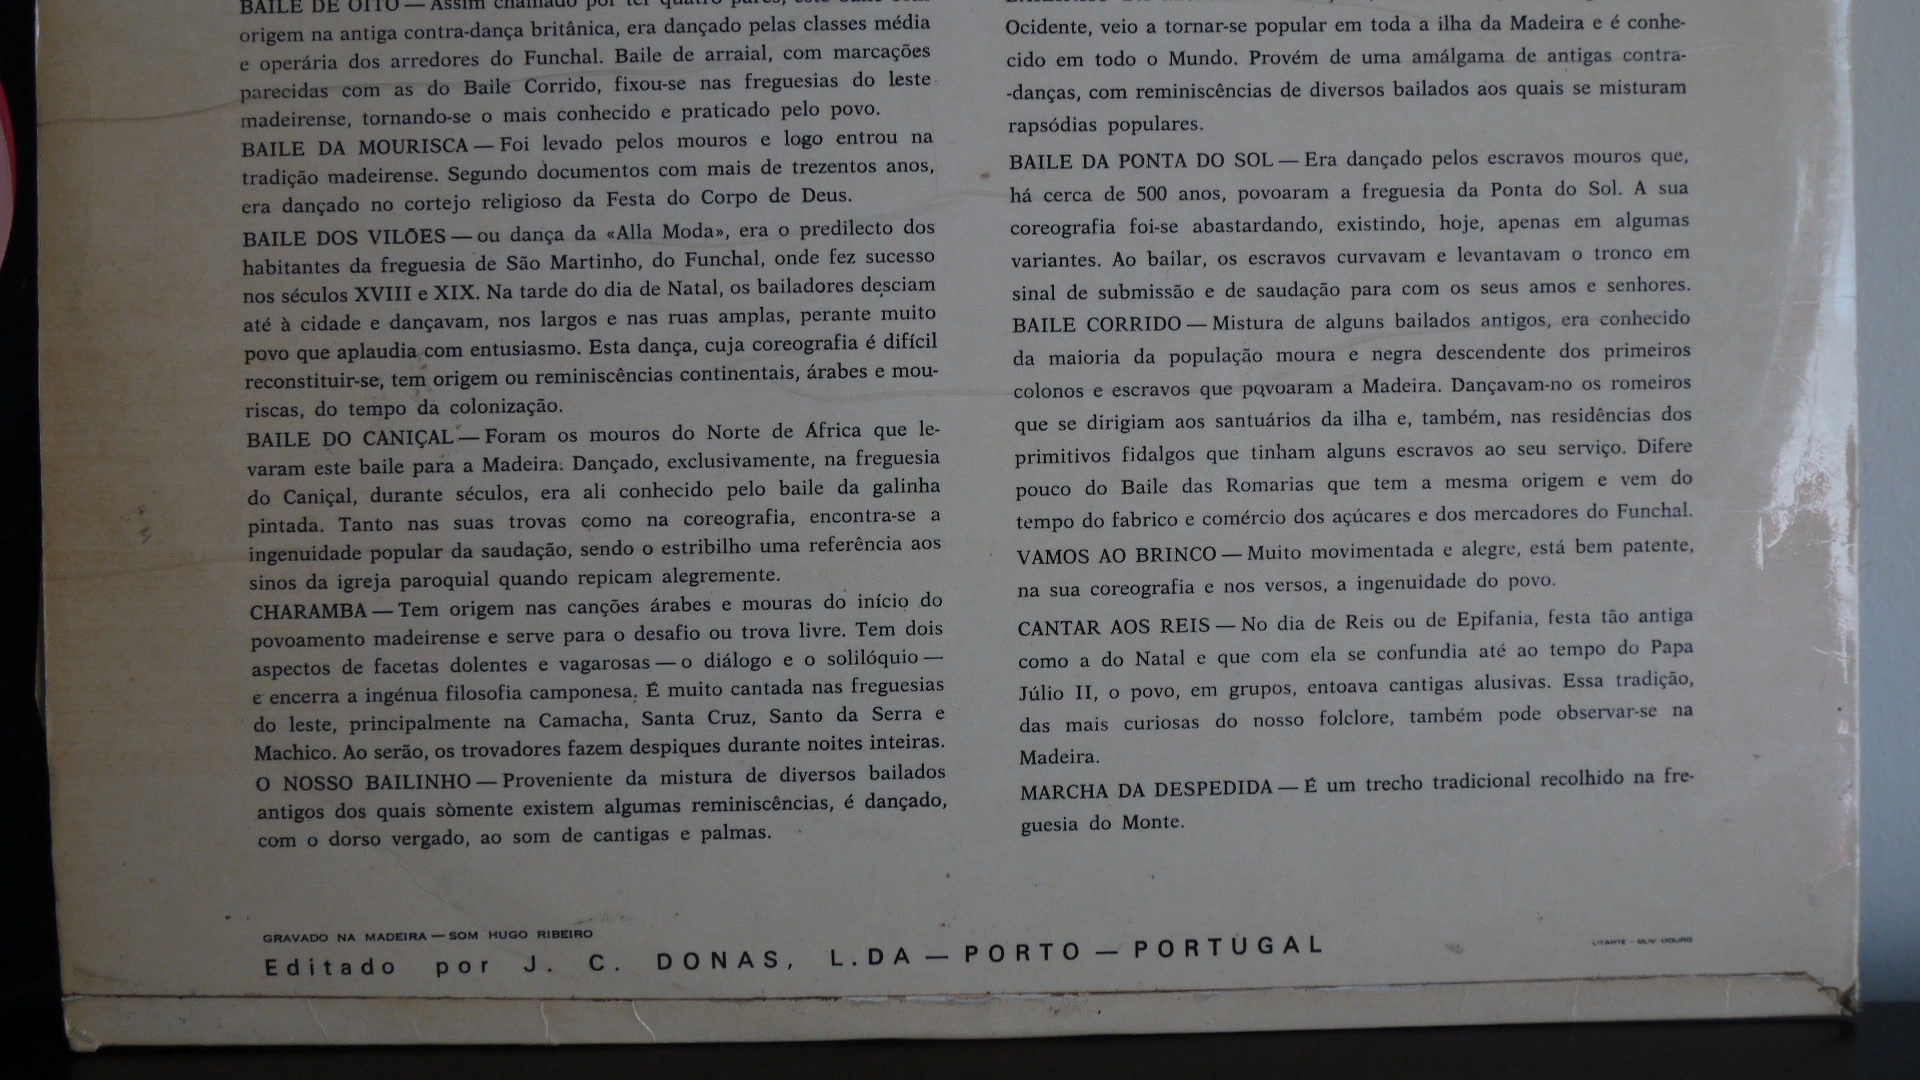 BAILE DE OITO — Assim chamado por ter quatro pares, este baile com
origem na antiga contra-dança britânica, era dançado pelas classes média
e operária dos arredores do Funchal. Baile de arraial, com marcações
parecidas com as do Baile Corrido, fixou-se nas freguesias do leste
madeirense, tornando-se o mais conhecido e praticado pelo povo.
BAILE DA MOURISCA — Foi levado pelos mouros e logo entrou na
tradição madeirense. Segundo documentos com mais de trezentos anos,
era dançado no cortejo religioso da Festa do Corpo de Deus.
BAILE DOS VILÕES — ou dança da «Alla Moda», era o predilecto dos
habitantes da freguesia de São Martinho, do Funchal, onde fez sucesso
nos séculos XVIII e XIX. Na tarde do dia de Natal, os bailadores desciam
até à cidade e dançavam, nos largos e nas ruas amplas, perante muito
povo que aplaudia com entusiasmo. Esta dança, cuja coreografia é difícil
reconstituir-se, tem origem ou reminiscências continentais, árabes e mou-
riscas, do tempo da colonização.
BAILE DO CANIÇAL — Foram os mouros do Norte de África que le-
varam este baile para a Madeira. Dançado, exclusivamente, na freguesia
do Caniçal, durante séculos, era ali conhecido pelo baile da galinha
pintada. Tanto nas suas trovas como na coreografia, encontra-se a
ingenuidade popular da saudação, sendo o estribilho uma referência aos
sinos da igreja paroquial quando repicam alegremente.
CHARAMBA — Tem origem nas canções árabes e mouras do início do
povoamento madeirense e serve para o desafio ou trova livre. Tem dois
aspectos de facetas dolentes e vagarosas — o diálogo e o solilóquio —
e encerra a ingénua filosofia camponesa. É muito cantada nas freguesias
do leste, principalmente na Camacha, Santa Cruz, Santo da Serra e
Machico. Ao serão, os trovadores fazem despiques durante noites inteiras.
O NOSSO BAILINHO — Proveniente da mistura de diversos bailados
antigos dos quais sòmente existem algumas reminiscências, é dançado,
com o dorso vergado, ao som de cantigas e palmas.
Ocidente, veio a tornar-se popular em toda a ilha da Madeira e é conhe-
cido em todo o Mundo. Provém de uma amálgama de antigas contra-
-danças, com reminiscências de diversos bailados aos quais se misturam
rapsódias populares.
BAILE DA PONTA DO SOL — Era dançado pelos escravos mouros que,
há cerca de 500 anos, povoaram a freguesia da Ponta do Sol. A sua
coreografia foi-se abastardando, existindo, hoje, apenas em algumas
variantes. Ao bailar, os escravos curvavam e levantavam o tronco em
sinal de submissão e de saudação para com os seus amos e senhores.
BAILE CORRIDO — Mistura de alguns bailados antigos, era conhecido
da maioria da população moura e negra descendente dos primeiros
colonos e escravos que povoaram a Madeira. Dançavam-no os romeiros
que se dirigiam aos santuários da ilha e, também, nas residências dos
primitivos fidalgos que tinham alguns escravos ao seu serviço. Difere
pouco do Baile das Romarias que tem a mesma origem e vem do
tempo do fabrico e comércio dos açúcares e dos mercadores do Funchal.
VAMOS AO BRINCO — Muito movimentada e alegre, está bem patente,
na sua coreografia e nos versos, a ingenuidade do povo.
CANTAR AOS REIS — No dia de Reis ou de Epifania, festa tão antiga
como a do Natal e que com ela se confundia até ao tempo do Papa
Júlio II, o povo, em grupos, entoava cantigas alusivas. Essa tradição,
das mais curiosas do nosso folclore, também pode observar-se na
Madeira.
MARCHA DA DESPEDIDA — É um trecho tradicional recolhido na fre-
guesia do Monte.
GRAVADO NA MADEIRA — SOM HUGO RIBEIRO
Editado por J. C. DONAS, L.DA — PORTO — PORTUGAL